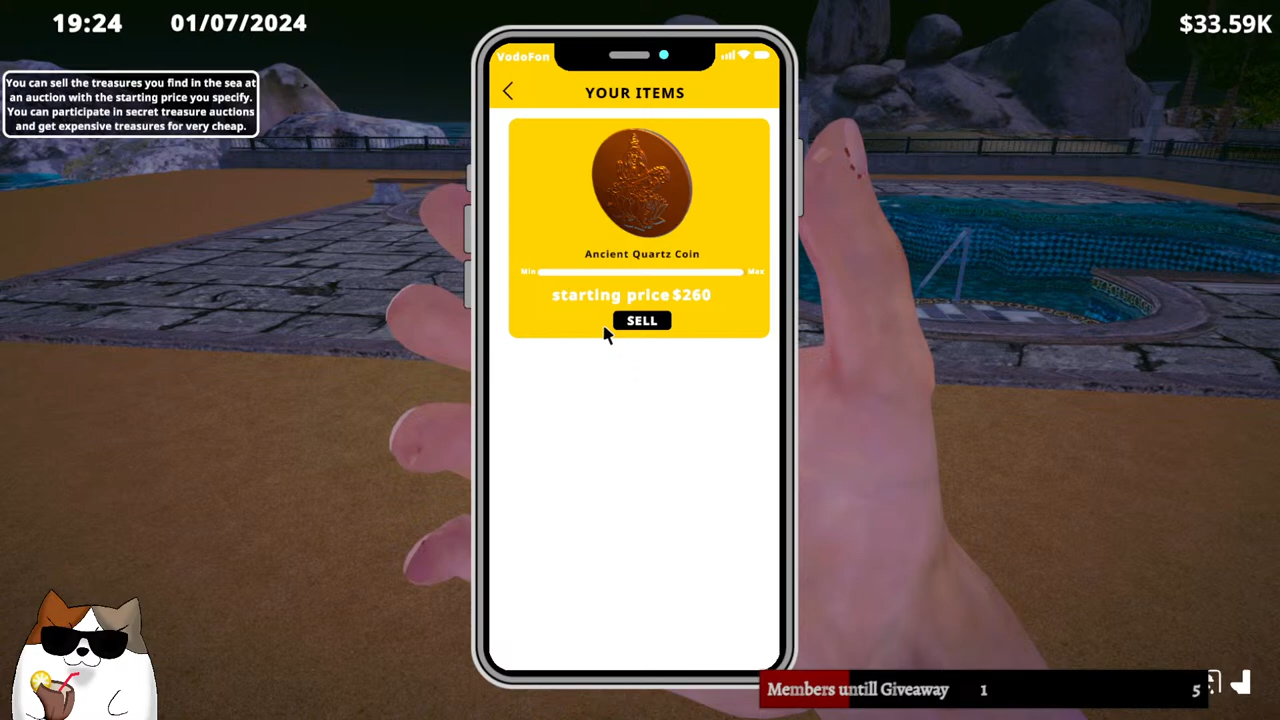 19:24 01/07/2024
$33.59K
You can sell the treasures you find in the sea at
an auction with the starting price you specify.
You can participate in secret treasure auctions
and get expensive treasures for very cheap.
VodoFon
YOUR ITEMS
Ancient Quartz Coin
Min Max
starting price $260
SELL
Members untill Giveaway 1 5